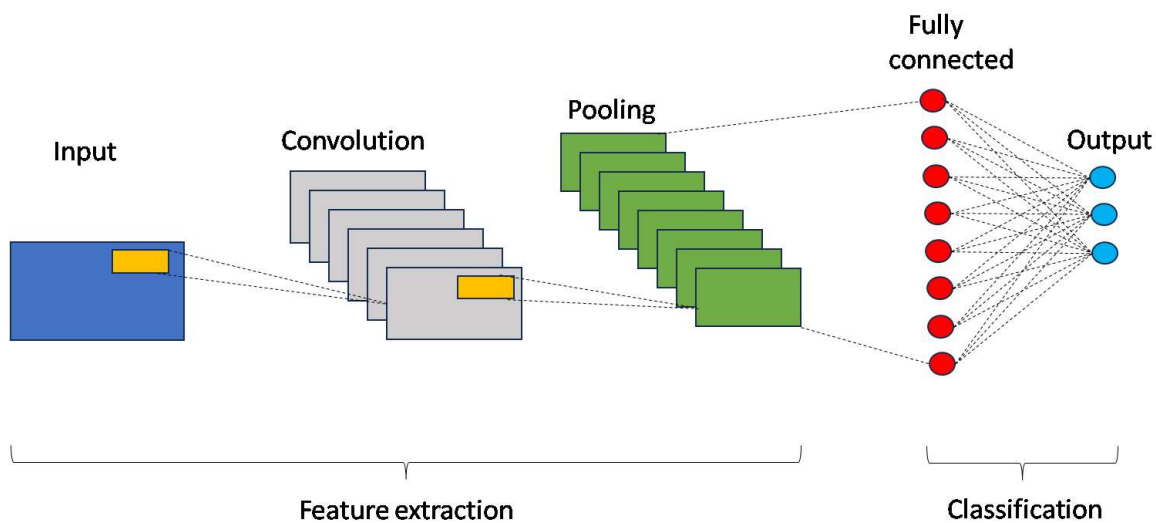 Input
Convolution
Pooling
Fully
connected
Output
Feature extraction
Classification